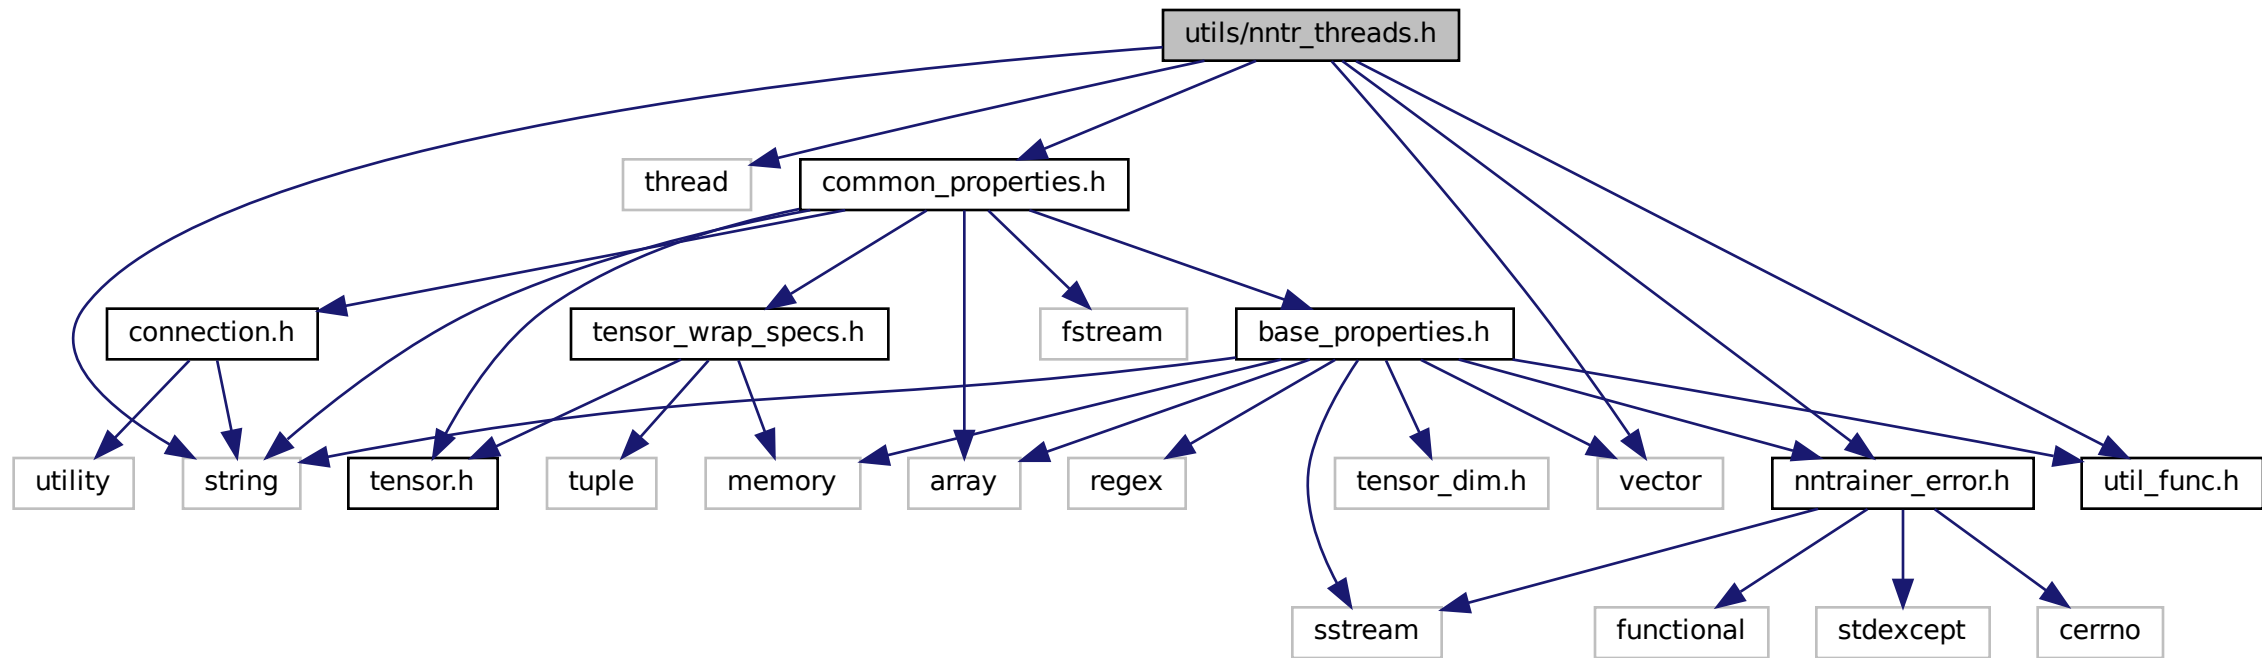 utils/nntr_threads.h
thread
common_properties.h
connection.h
tensor_wrap_specs.h
fstream
base_properties.h
utility
string
tensor.h
tuple
memory
array
regex
tensor_dim.h
vector
nntrainer_error.h
util_func.h
sstream
functional
stdexcept
cerrno